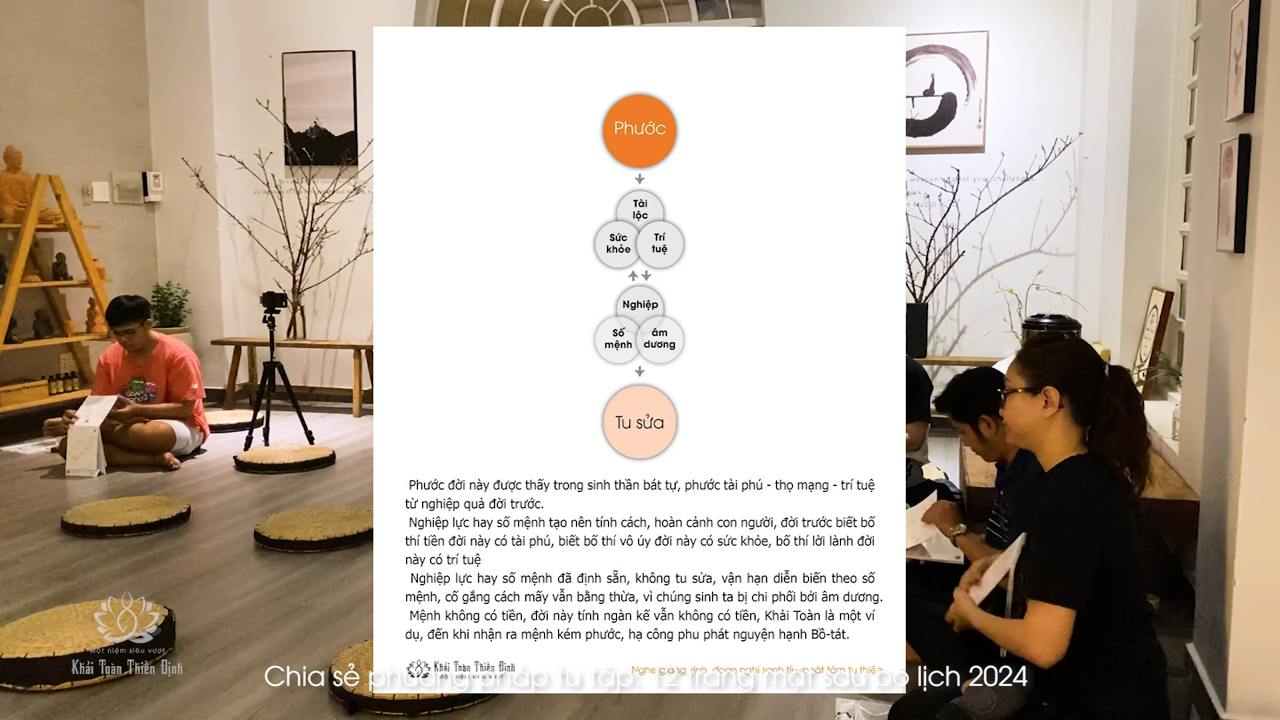 Phước
Tài
lộc
Sức
khỏe
Trí
tuệ
Nghiệp
Số
mệnh
âm
dương
Tu sửa
Phước đời này được thấy trong sinh thần bát tự, phước tài phú - thọ mạng - trí tuệ
từ nghiệp quả đời trước.
Nghiệp lực hay số mệnh tạo nên tính cách, hoàn cảnh con người, đời trước biết bố
thí tiền đời này có tài phú, biết bố thí vô úy đời này có sức khỏe, bố thí lời lành đời
này có trí tuệ
Nghiệp lực hay số mệnh đã định sẵn, không tu sửa, vận hạn diễn biến theo số
mệnh, cố gắng cách mấy vẫn bằng thừa, vì chúng sinh ta bị chi phối bởi âm dương.
Mệnh không có tiền, đời này tính ngàn kế vẫn không có tiền, Khải Toàn là một ví
dụ, đến khi nhận ra mệnh kém phước, hạ công phu phát nguyện hạnh Bồ-tát.
Khải Toàn Thiền Định
Một niệm siêu vượt
Một niệm siêu vượt
Khải Toàn Thiền Định
Chia sẻ phương pháp tu tập. 12 trang mặt sau bộ lịch 2024